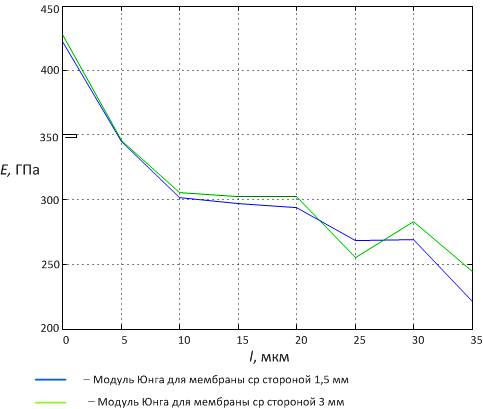 450
400
350
E, ГПа
300
250
200
0 5 10 15 20 25 30 35
l, мкм
– Модуль Юнга для мембраны ср стороной 1,5 мм
– Модуль Юнга для мембраны ср стороной 3 мм